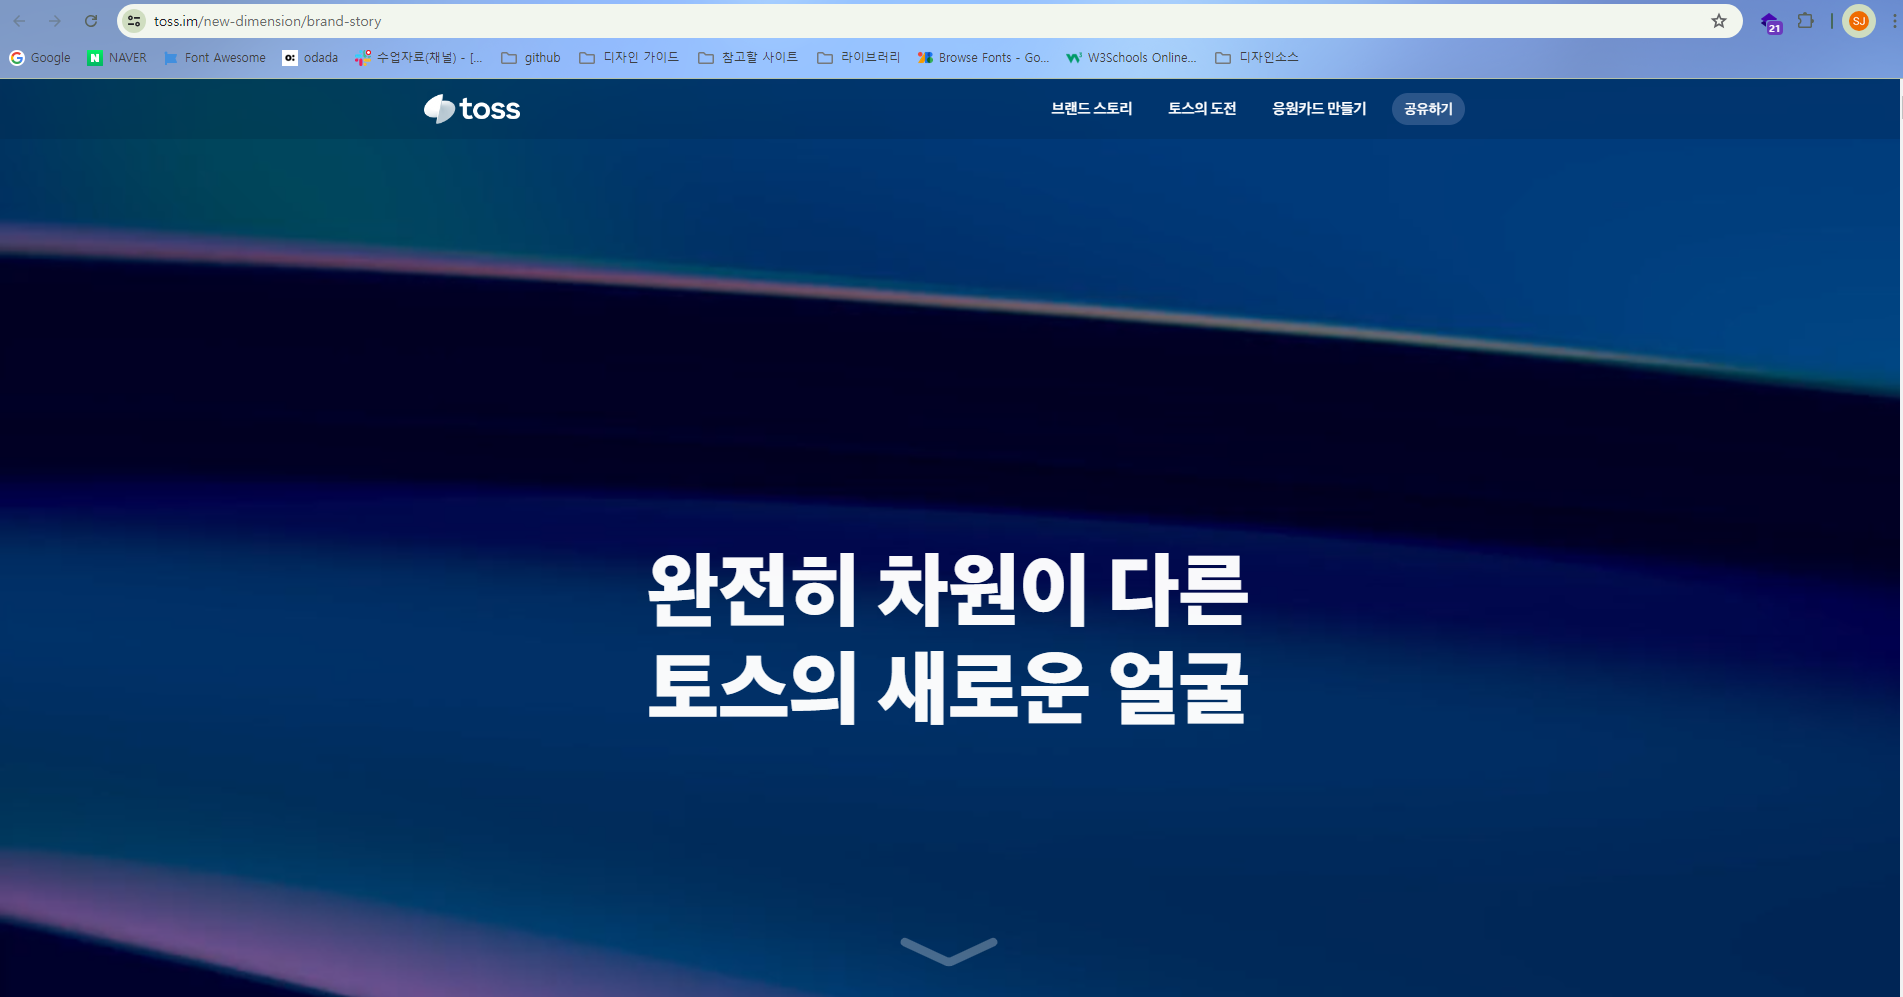 toss.im/new-dimension/brand-story
21
SJ
Google
NAVER
Font Awesome
odada
수업자료(채널) - [...
github
디자인 가이드
참고할 사이트
라이브러리
Browse Fonts - Go...
W3Schools Online...
디자인소스
toss
브랜드 스토리
토스의 도전
응원카드 만들기
공유하기
완전히 차원이 다른
토스의 새로운 얼굴